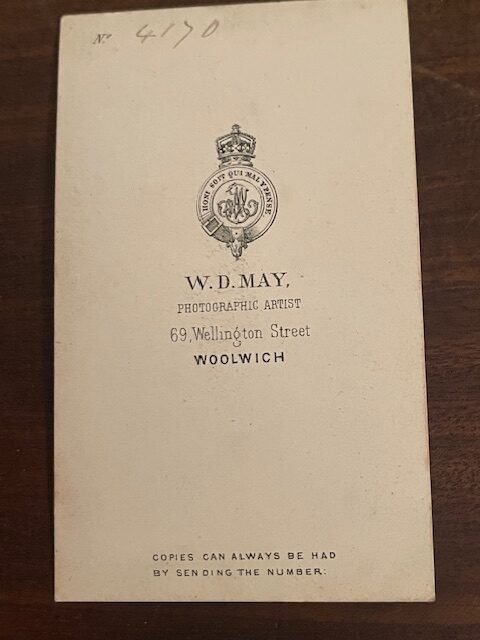 No. 4170
HONI SOIT QUI MAL Y PENSE
W. D. MAY,
PHOTOGRAPHIC ARTIST
69, Wellington Street
WOOLWICH
COPIES CAN ALWAYS BE HAD
BY SENDING THE NUMBER: